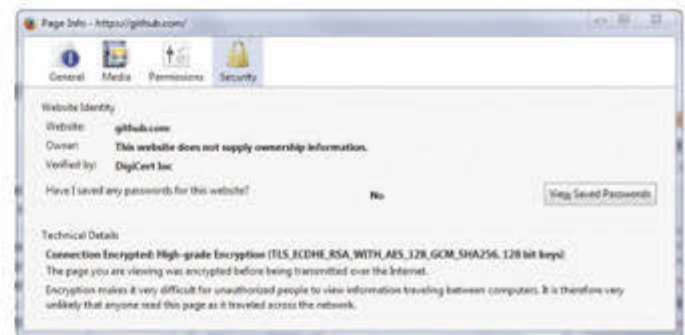 Page Info - https://github.com/
General Media Permissions Security
Website Identity
Website: github.com
Owner: This website does not supply ownership information.
Verified by: DigiCert Inc
Have I saved any passwords for this website? No View Saved Passwords
Technical Details
Connection Encrypted: High-grade Encryption (TLS_ECDHE_RSA_WITH_AES_128_GCM_SHA256, 128 bit keys)
The page you are viewing was encrypted before being transmitted over the Internet.
Encryption makes it very difficult for unauthorized people to view information traveling between computers. It is therefore very
unlikely that anyone read this page as it traveled across the network.